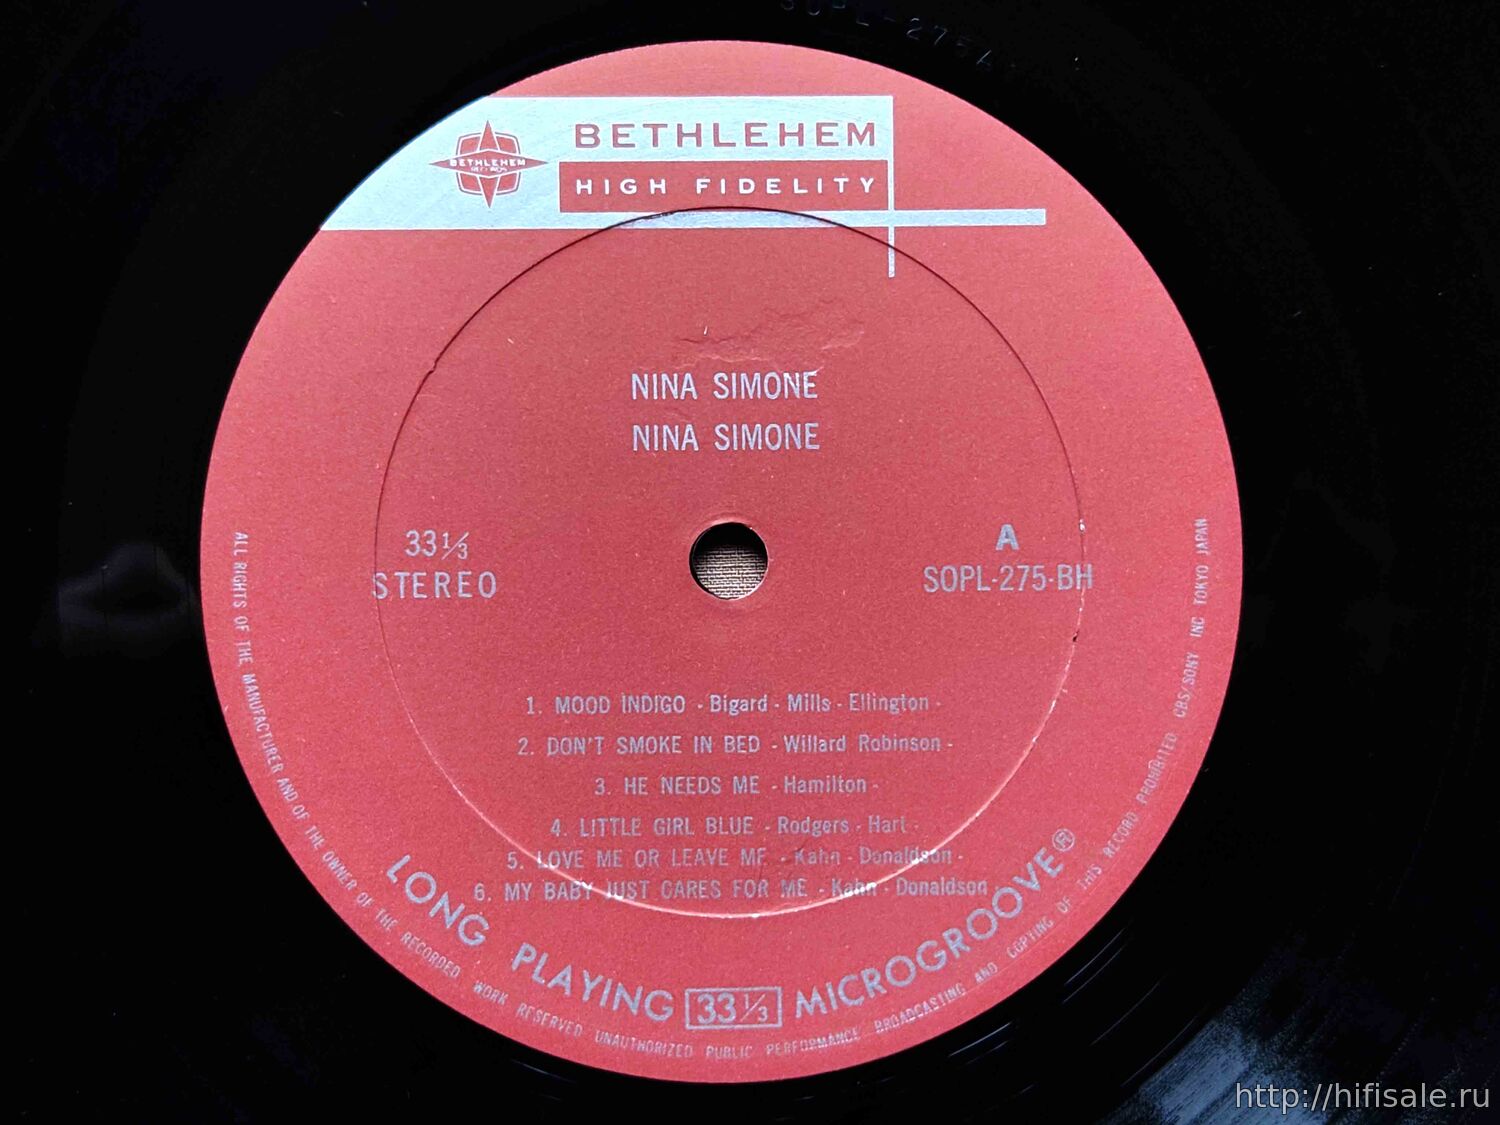 SOPL-275A
BETHLEHEM
BETHLEHEM
RECORDS
HIGH FIDELITY
NINA SIMONE
NINA SIMONE
33⅓
STEREO
A
SOPL-275-BH
1. MOOD INDIGO - Bigard - Mills - Ellington -
2. DON'T SMOKE IN BED - Willard Robinson -
3. HE NEEDS ME - Hamilton -
4. LITTLE GIRL BLUE - Rodgers - Hart -
5. LOVE ME OR LEAVE ME - Kahn - Donaldson -
6. MY BABY JUST CARES FOR ME - Kahn - Donaldson
LONG PLAYING 33⅓ MICROGROOVE®
ALL RIGHTS OF THE MANUFACTURER AND OF THE OWNER OF THE RECORDED WORK RESERVED UNAUTHORIZED PUBLIC PERFORMANCE BROADCASTING AND COPYING OF THIS RECORD PROHIBITED CBS/SONY INC TOKYO JAPAN
http://hifisale.ru